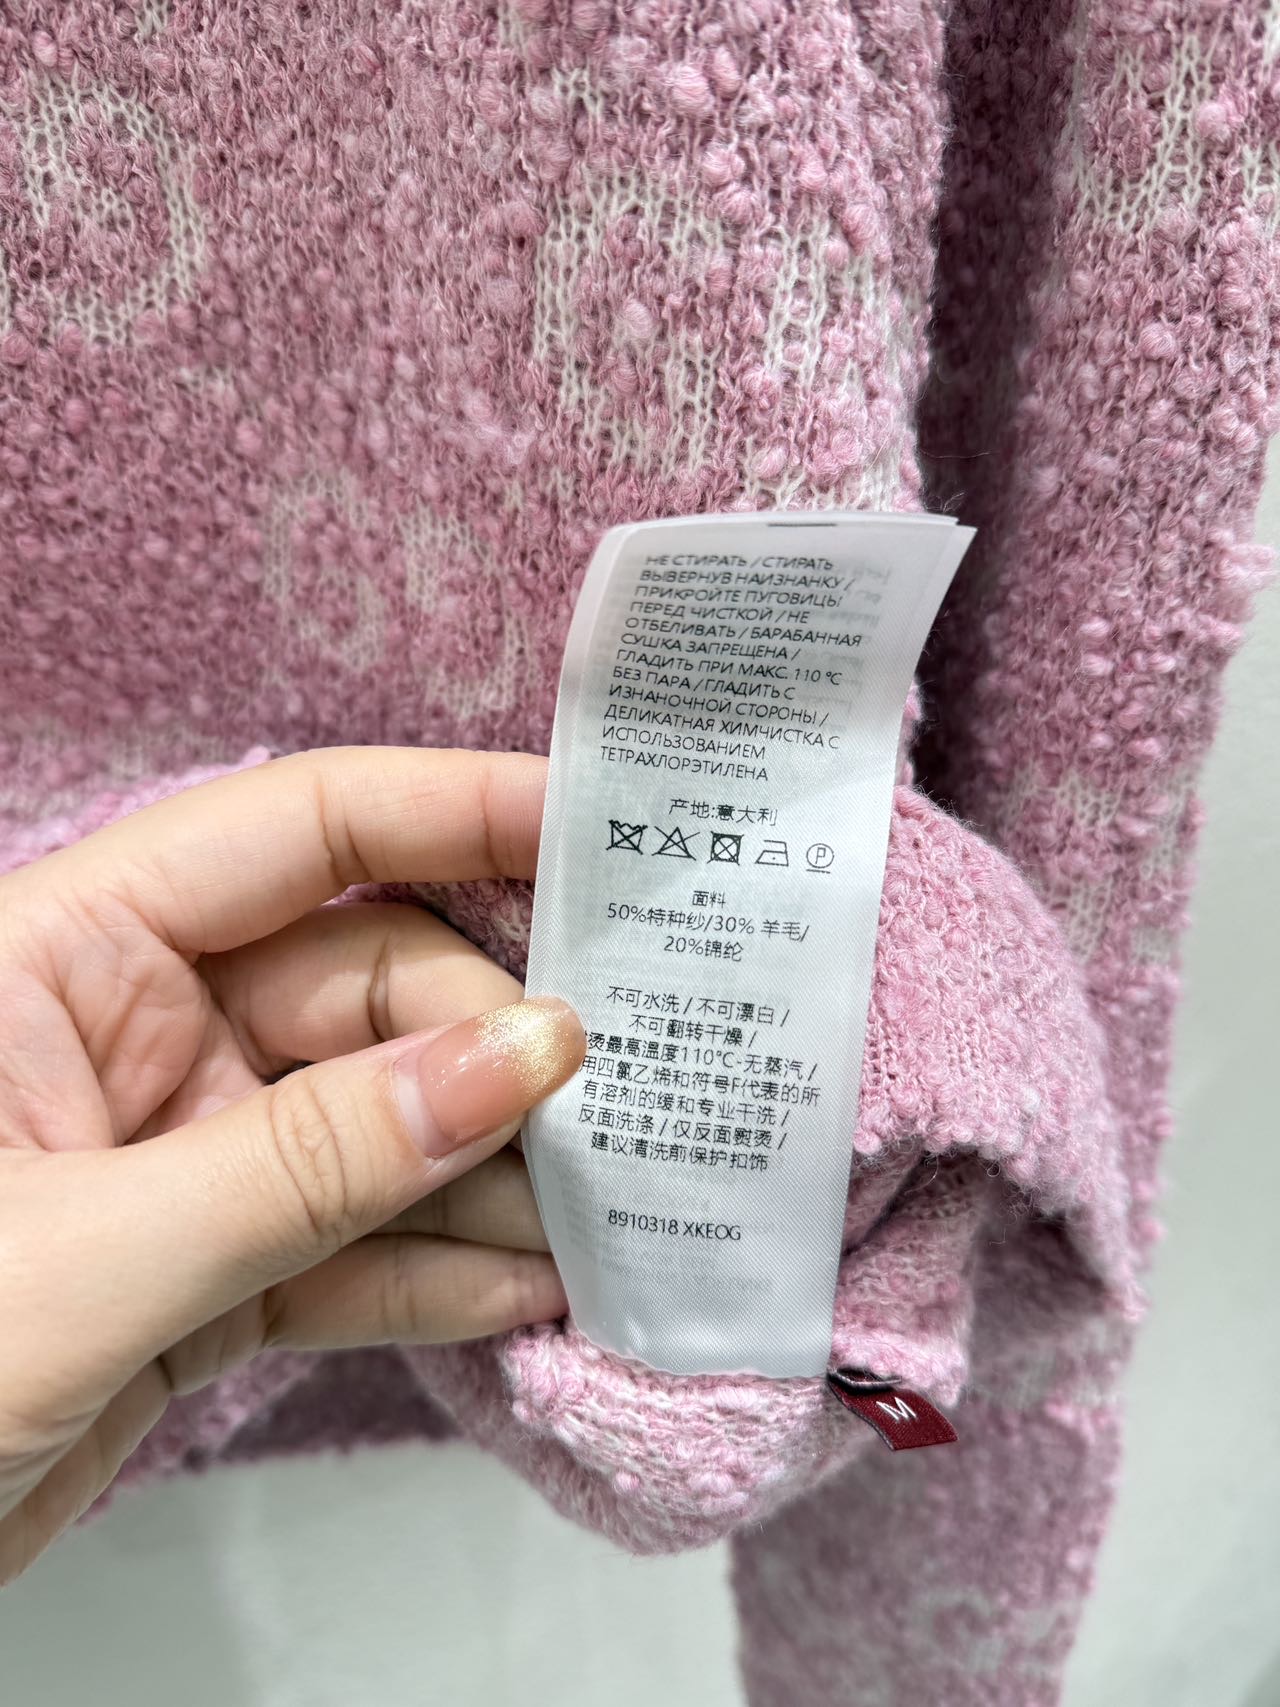 НЕ СТИРАТЬ / СТИРАТЬ
ВЫВЕРНУВ НАИЗНАНКУ /
ПРИКРОЙТЕ ПУГОВИЦЫ
ПЕРЕД ЧИСТКОЙ / НЕ
ОТБЕЛИВАТЬ / БАРАБАННАЯ
СУШКА ЗАПРЕЩЕНА /
ГЛАДИТЬ ПРИ МАКС. 110 °C
БЕЗ ПАРА / ГЛАДИТЬ С
ИЗНАНОЧНОЙ СТОРОНЫ /
ДЕЛИКАТНАЯ ХИМЧИСТКА С
ИСПОЛЬЗОВАНИЕМ
ТЕТРАХЛОРЭТИЛЕНА
产地:意大利
P
面料
50%特种纱/30% 羊毛/
20%锦纶
不可水洗 / 不可漂白 /
不可翻转干燥 /
烫最高温度110°C-无蒸汽 /
用四氯乙烯和符号F代表的所
有溶剂的缓和专业干洗 /
反面洗涤 / 仅反面熨烫 /
建议清洗前保护扣饰
8910318 XKEOG
M